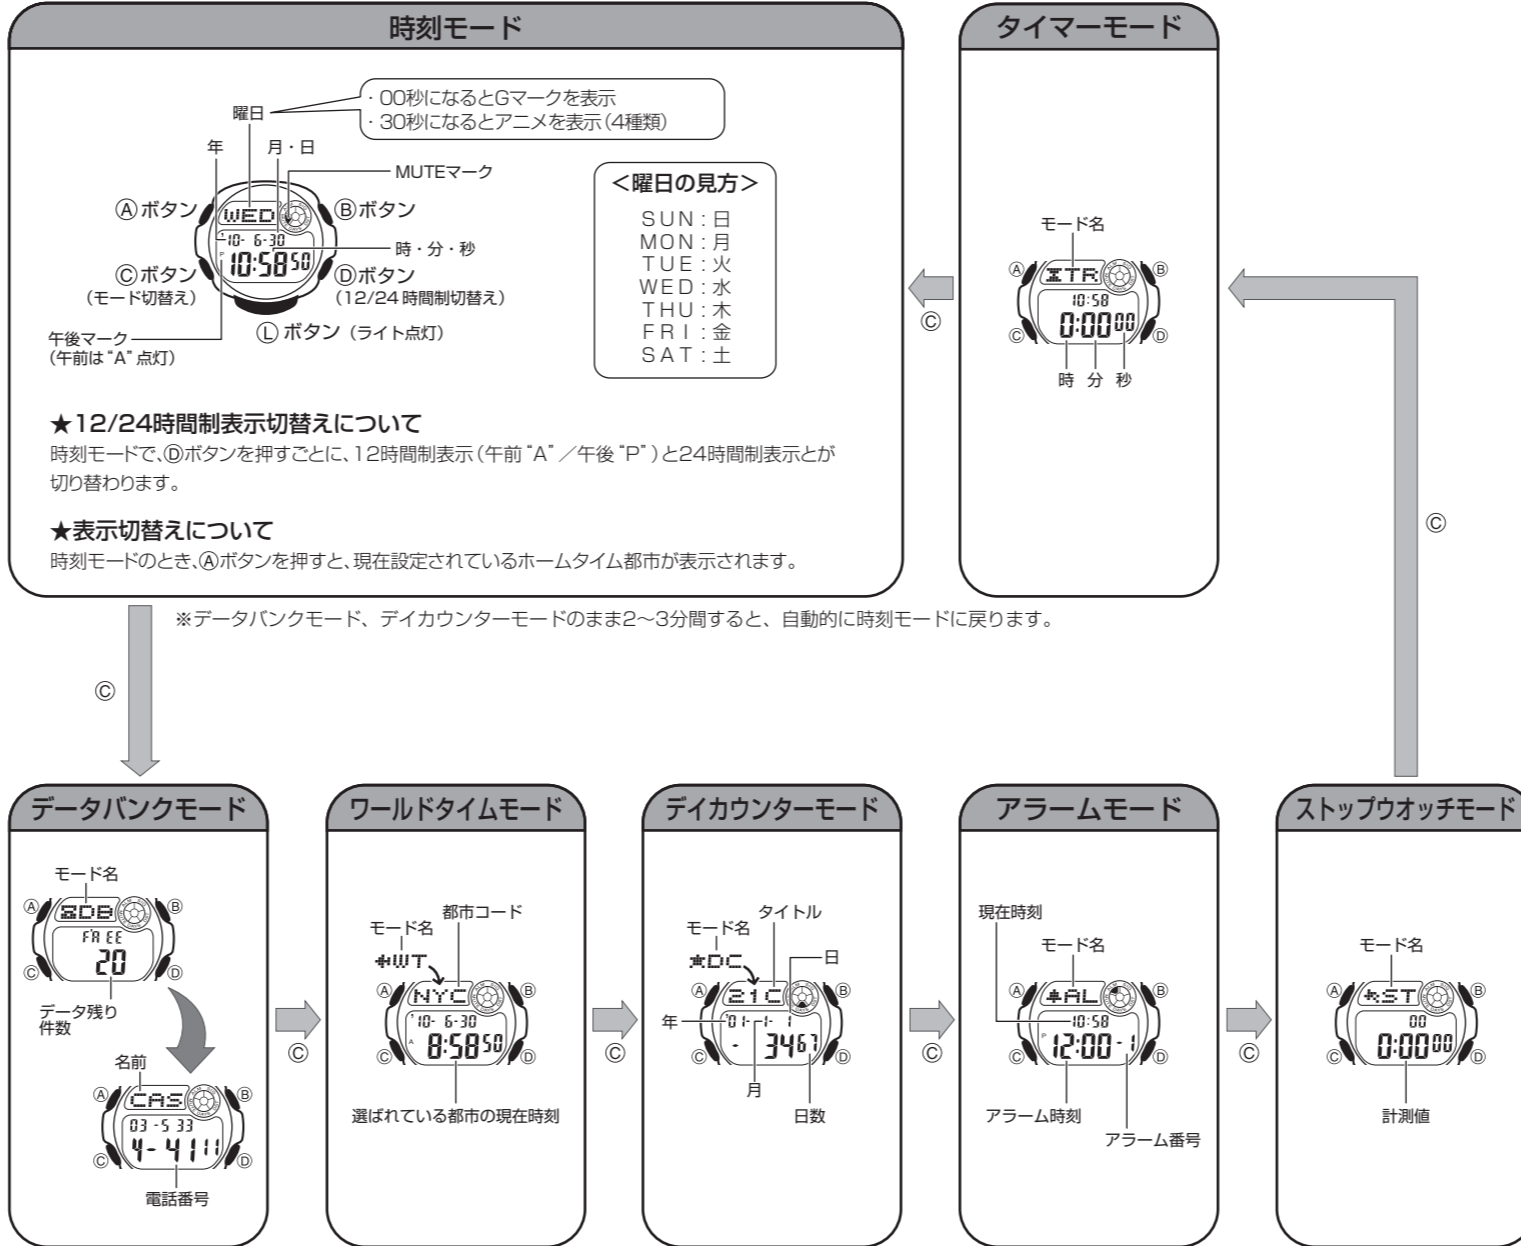 時刻モード
・00秒になるとGマークを表示
・30秒になるとアニメを表示（4種類）
曜日
年
月・日
MUTEマーク
Ⓐボタン
Ⓑボタン
WED
10- 6-30
P 10:58 50
時・分・秒
Ⓒボタン
（モード切替え）
Ⓓボタン
（12/24 時間制切替え）
Ⓛ ボタン（ライト点灯）
午後マーク
（午前は“A”点灯）
＜曜日の見方＞
SUN：日
MON：月
TUE：火
WED：水
THU：木
FRI：金
SAT：土
★12/24時間制表示切替えについて
時刻モードで、Ⓓボタンを押すごとに、12時間制表示（午前“A”／午後“P”）と24時間制表示とが
切り替わります。
★表示切替えについて
時刻モードのとき、Ⓐボタンを押すと、現在設定されているホームタイム都市が表示されます。
タイマーモード
モード名
Ⓐ
TR
Ⓑ
10:58
0:00 00
Ⓒ
Ⓓ
時 分 秒
Ⓒ
Ⓒ
※データバンクモード、デイカウンターモードのまま2〜3分間すると、自動的に時刻モードに戻ります。
Ⓒ
データバンクモード
モード名
Ⓐ
DB
Ⓑ
FREE
20
Ⓒ
Ⓓ
データ残り
件数
名前
Ⓐ
CAS
Ⓑ
03 -5 33
4- 41 11
Ⓒ
Ⓓ
電話番号
Ⓒ
ワールドタイムモード
都市コード
モード名
WT
Ⓐ
NYC
Ⓑ
'10- 6-30
A 8:58 50
Ⓒ
Ⓓ
選ばれている都市の現在時刻
Ⓒ
デイカウンターモード
タイトル
モード名
日
DC
Ⓐ
21C
Ⓑ
年
'01- 1- 1
- 34 67
Ⓒ
Ⓓ
月
日数
Ⓒ
アラームモード
現在時刻
モード名
Ⓐ
AL
Ⓑ
10:58
P 12:00 -1
Ⓒ
Ⓓ
アラーム時刻
アラーム番号
Ⓒ
ストップウオッチモード
モード名
Ⓐ
ST
Ⓑ
00
0:00 00
Ⓒ
Ⓓ
計測値